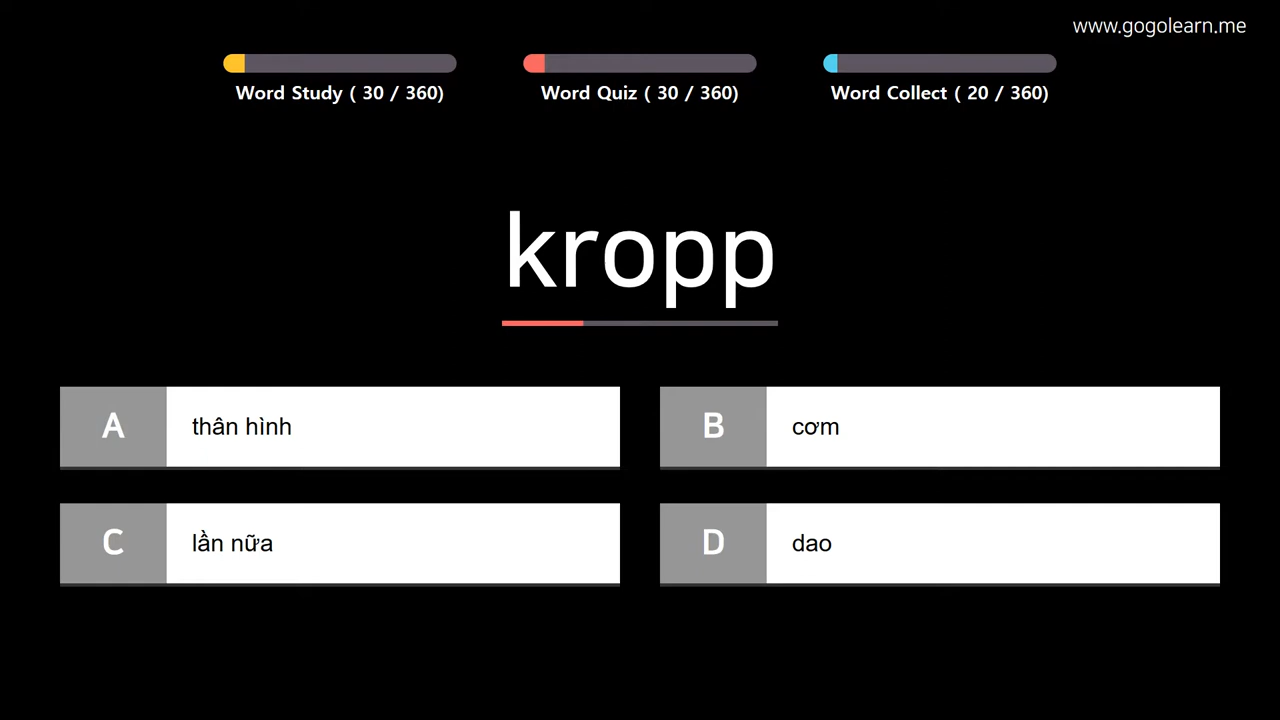 www.gogolearn.me
Word Study ( 30 / 360)
Word Quiz ( 30 / 360)
Word Collect ( 20 / 360)
kropp
A thân hình
B cơm
C lần nữa
D dao